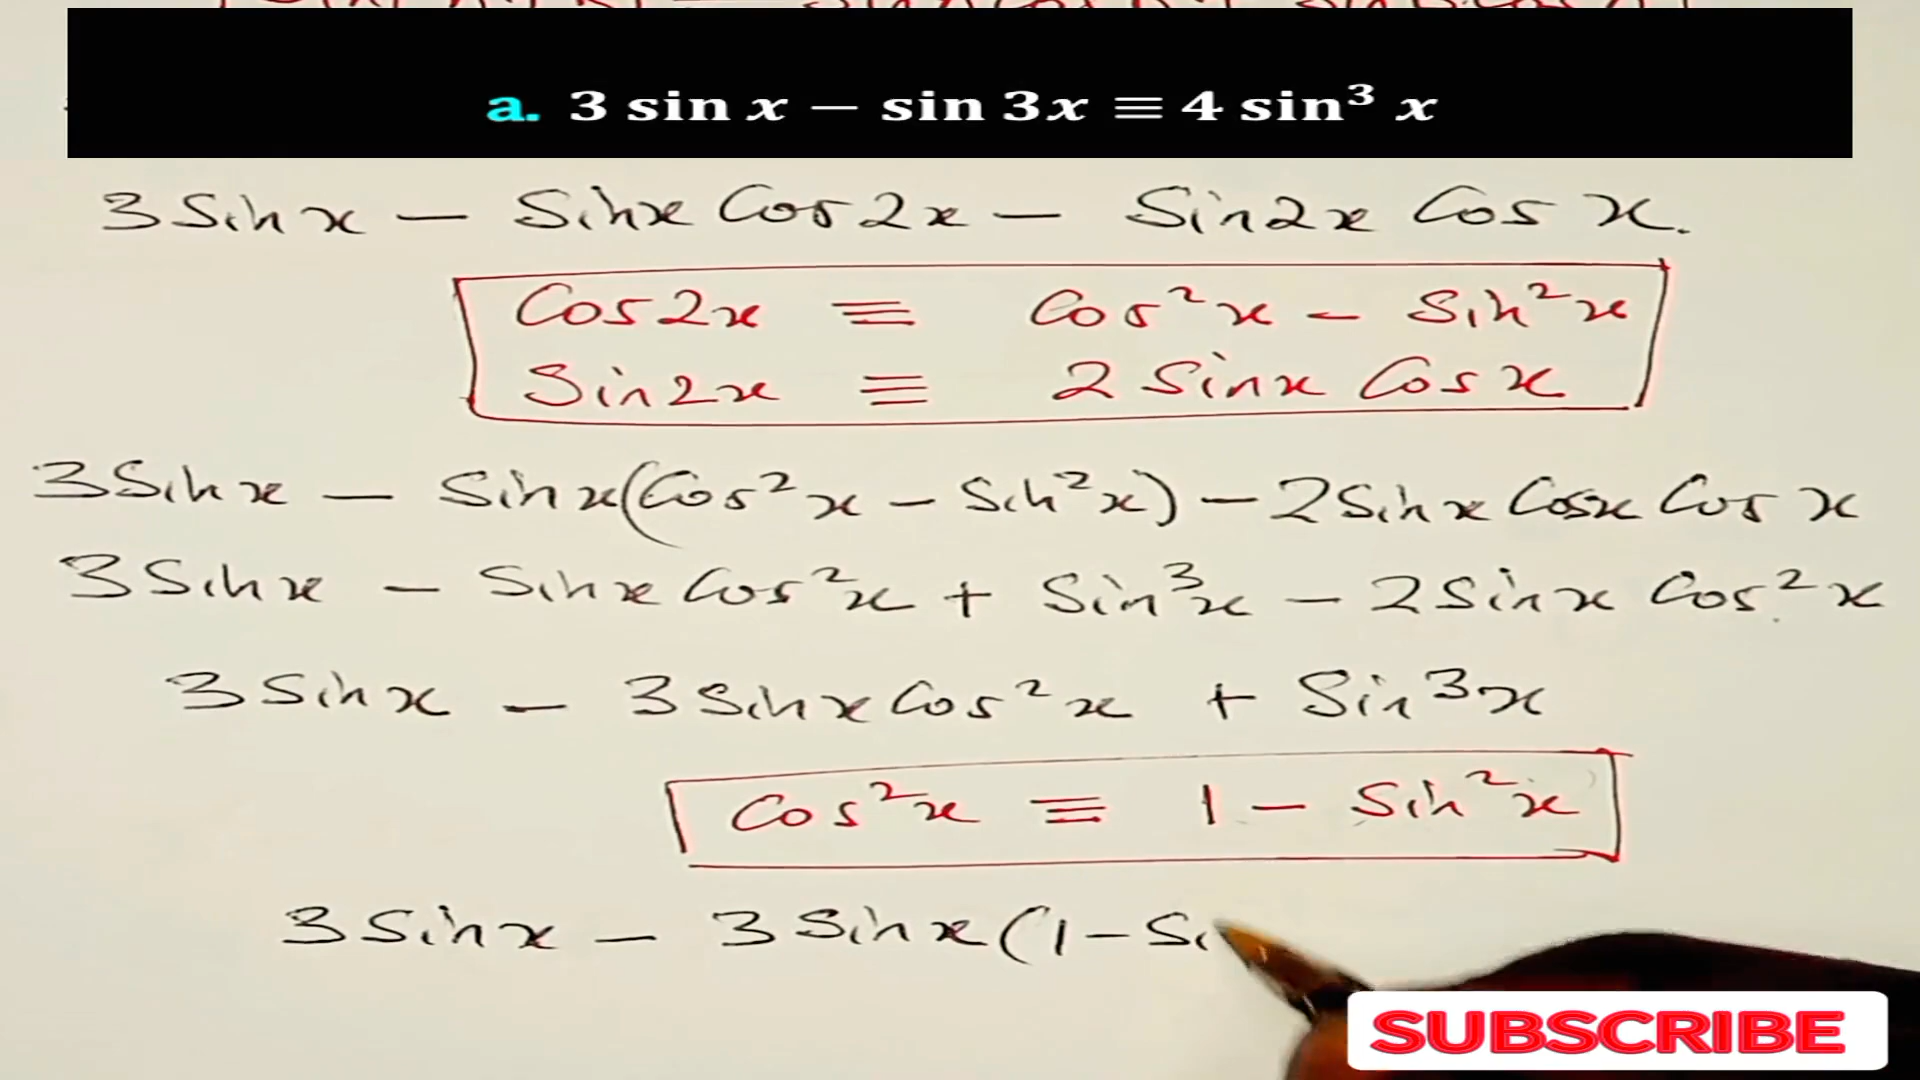 a. 3 sin x − sin 3x ≡ 4 sin³ x
3 Sin x − Sin x Cos 2x − Sin 2x Cos x.
Cos 2x ≡ Cos² x − Sin² x
Sin 2x ≡ 2 Sin x Cos x
3 Sin x − Sin x (Cos² x − Sin² x) − 2 Sin x Cos x Cos x
3 Sin x − Sin x Cos² x + Sin³ x − 2 Sin x Cos² x
3 Sin x − 3 Sin x Cos² x + Sin³ x
Cos² x ≡ 1 − Sin² x
3 Sin x − 3 Sin x (1 − Si
SUBSCRIBE